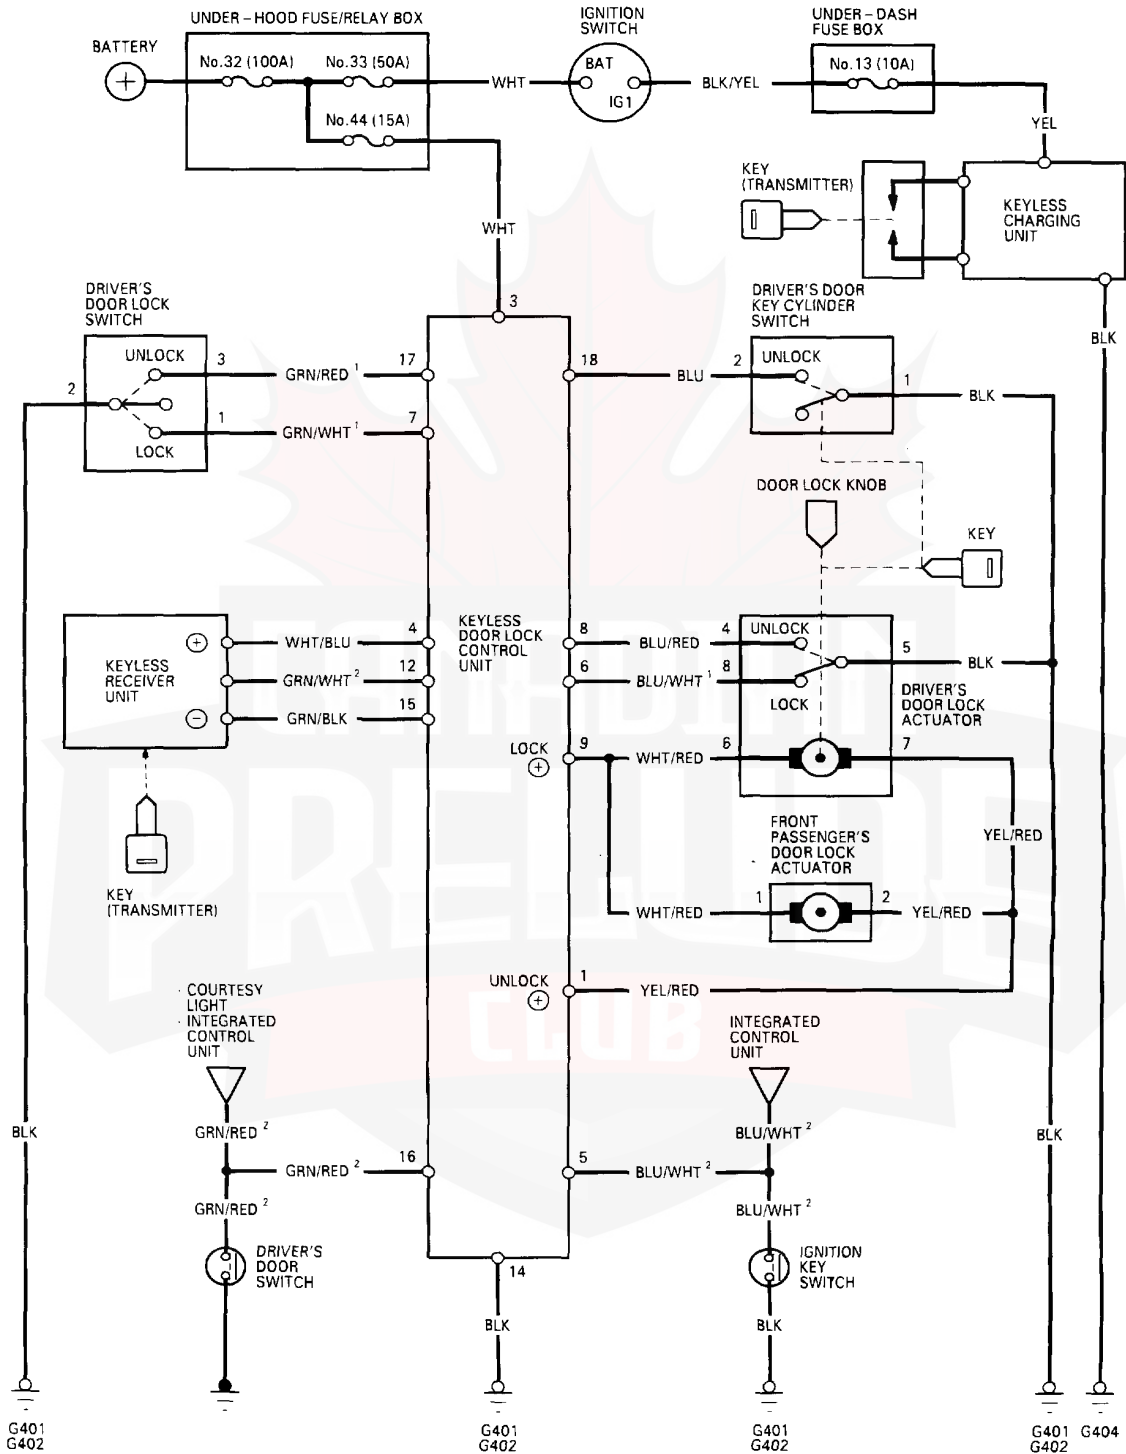 UNDER – HOOD FUSE/RELAY BOX
IGNITION
SWITCH
UNDER – DASH
FUSE BOX
BATTERY
No.32 (100A)
No.33 (50A)
No.44 (15A)
WHT
BAT
IG1
BLK/YEL
No.13 (10A)
YEL
KEY
(TRANSMITTER)
KEYLESS
CHARGING
UNIT
WHT
3
BLK
DRIVER'S
DOOR LOCK
SWITCH
UNLOCK
LOCK
2
3
GRN/RED 1
17
1
GRN/WHT 1
7
DRIVER'S DOOR
KEY CYLINDER
SWITCH
18
BLU
2
UNLOCK
1
BLK
DOOR LOCK KNOB
KEY
KEYLESS
RECEIVER
UNIT
+
−
WHT/BLU
4
GRN/WHT 2
12
GRN/BLK
15
KEYLESS
DOOR LOCK
CONTROL
UNIT
8
BLU/RED
4
UNLOCK
5
BLK
6
BLU/WHT 1
8
LOCK
DRIVER'S
DOOR LOCK
ACTUATOR
LOCK
+
9
WHT/RED
6
7
YEL/RED
KEY
(TRANSMITTER)
FRONT
PASSENGER'S
DOOR LOCK
ACTUATOR
WHT/RED
1
2
YEL/RED
UNLOCK
+
1
YEL/RED
CANADIAN
PRELUDE
CLUB
· COURTESY
LIGHT
· INTEGRATED
CONTROL
UNIT
INTEGRATED
CONTROL
UNIT
BLK
GRN/RED 2
GRN/RED 2
16
GRN/RED 2
BLU/WHT 2
5
BLU/WHT 2
BLU/WHT 2
BLK
DRIVER'S
DOOR
SWITCH
14
BLK
IGNITION
KEY
SWITCH
BLK
G401
G402
G401
G402
G401
G402
G401
G402
G404